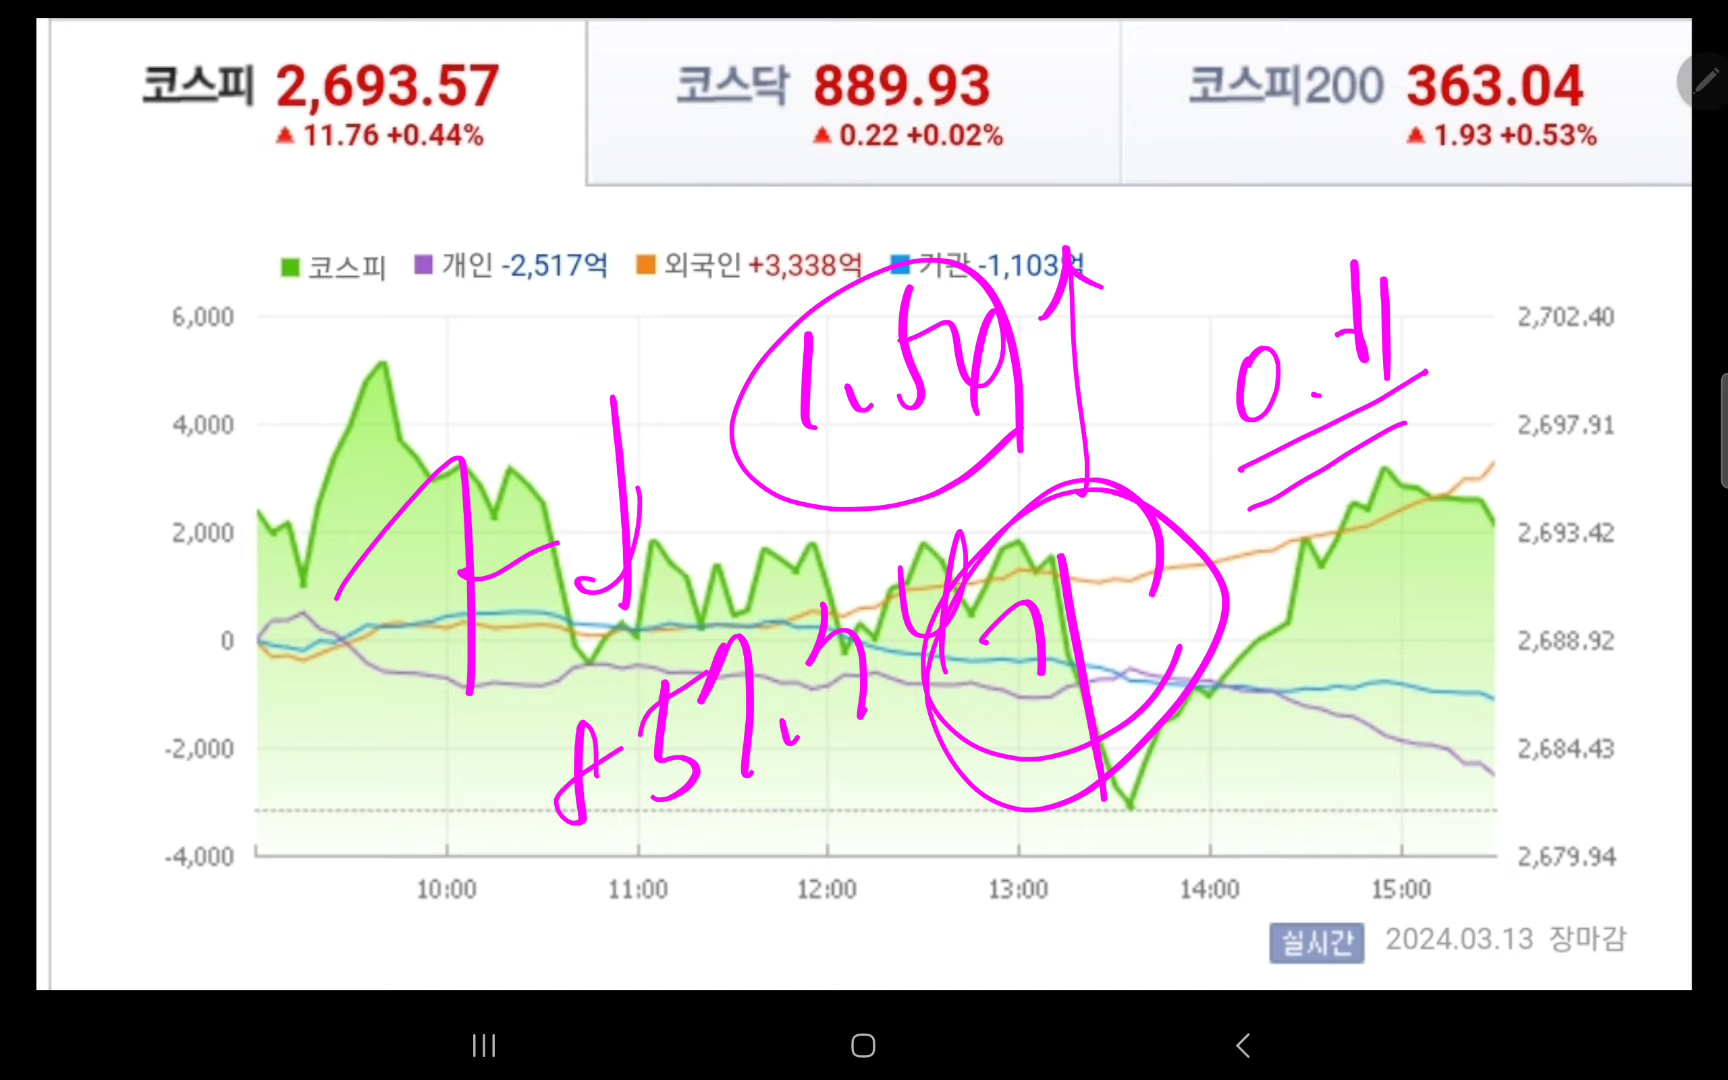 코스피 2,693.57 코스닥 889.93 코스피200 363.04
▲ 11.76 +0.44% ▲ 0.22 +0.02% ▲ 1.93 +0.53%
코스피 개인 -2,517억 외국인 +3,338억 기관 -1,103억
6,000 2,702.40
4,000 2,697.91
2,000 2,693.42
0 2,688.92
-2,000 2,684.43
-4,000 2,679.94
10:00 11:00 12:00 13:00 14:00 15:00
실시간 2024.03.13 장마감